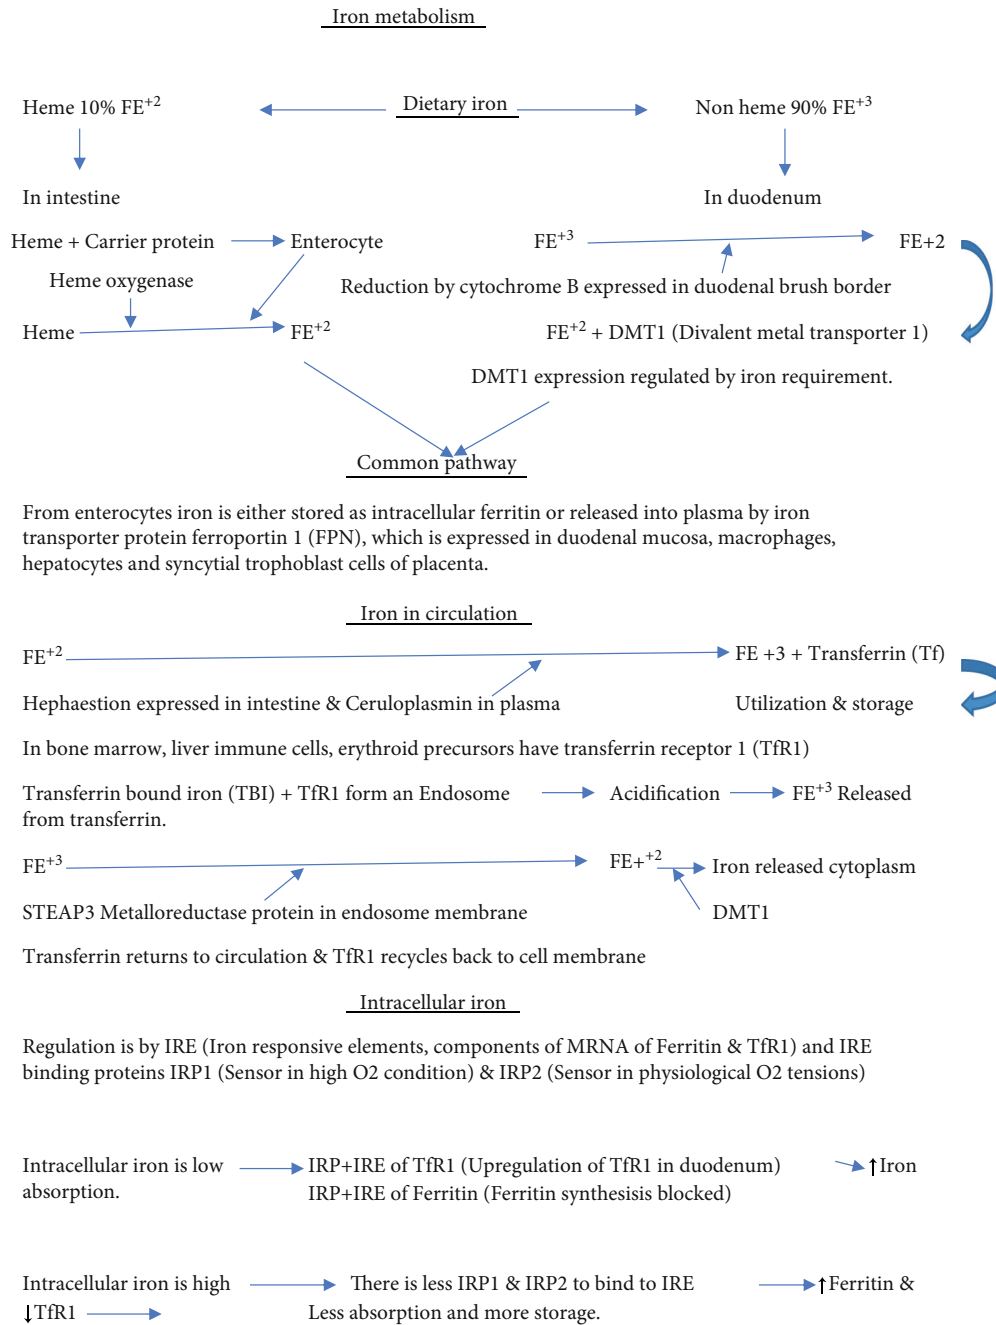 Iron metabolism
Heme 10% FE+2
Dietary iron
Non heme 90% FE+3
In intestine
In duodenum
Heme + Carrier protein
Enterocyte
FE+3
FE+2
Heme oxygenase
Reduction by cytochrome B expressed in duodenal brush border
Heme
FE+2
FE+2 + DMT1 (Divalent metal transporter 1)
DMT1 expression regulated by iron requirement.
Common pathway
From enterocytes iron is either stored as intracellular ferritin or released into plasma by iron
transporter protein ferroportin 1 (FPN), which is expressed in duodenal mucosa, macrophages,
hepatocytes and syncytial trophoblast cells of placenta.
Iron in circulation
FE+2
FE +3 + Transferrin (Tf)
Hephaestion expressed in intestine & Ceruloplasmin in plasma
Utilization & storage
In bone marrow, liver immune cells, erythroid precursors have transferrin receptor 1 (TfR1)
Transferrin bound iron (TBI) + TfR1 form an Endosome
Acidification
FE+3 Released
from transferrin.
FE+3
FE++2
Iron released cytoplasm
STEAP3 Metalloreductase protein in endosome membrane
DMT1
Transferrin returns to circulation & TfR1 recycles back to cell membrane
Intracellular iron
Regulation is by IRE (Iron responsive elements, components of MRNA of Ferritin & TfR1) and IRE
binding proteins IRP1 (Sensor in high O2 condition) & IRP2 (Sensor in physiological O2 tensions)
Intracellular iron is low
IRP+IRE of TfR1 (Upregulation of TfR1 in duodenum)
↑Iron
absorption.
IRP+IRE of Ferritin (Ferritin synthesisis blocked)
Intracellular iron is high
There is less IRP1 & IRP2 to bind to IRE
↑Ferritin &
↓TfR1
Less absorption and more storage.